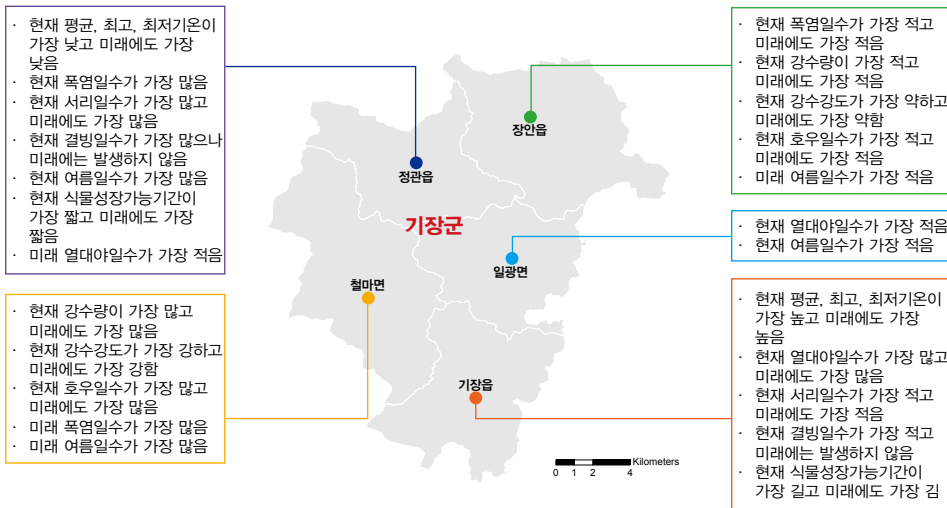 · 현재 평균, 최고, 최저기온이
가장 낮고 미래에도 가장
낮음
· 현재 폭염일수가 가장 많음
· 현재 서리일수가 가장 많고
미래에도 가장 많음
· 현재 결빙일수가 가장 많으나
미래에는 발생하지 않음
· 현재 여름일수가 가장 많음
· 현재 식물성장가능기간이
가장 짧고 미래에도 가장
짧음
· 미래 열대야일수가 가장 적음
· 현재 강수량이 가장 많고
미래에도 가장 많음
· 현재 강수강도가 가장 강하고
미래에도 가장 강함
· 현재 호우일수가 가장 많고
미래에도 가장 많음
· 미래 폭염일수가 가장 많음
· 미래 여름일수가 가장 많음
장안읍
정관읍
기장군
일광면
철마면
기장읍
Kilometers
0 1 2 4
· 현재 폭염일수가 가장 적고
미래에도 가장 적음
· 현재 강수량이 가장 적고
미래에도 가장 적음
· 현재 강수강도가 가장 약하고
미래에도 가장 약함
· 현재 호우일수가 가장 적고
미래에도 가장 적음
· 미래 여름일수가 가장 적음
· 현재 열대야일수가 가장 적음
· 현재 여름일수가 가장 적음
· 현재 평균, 최고, 최저기온이
가장 높고 미래에도 가장
높음
· 현재 열대야일수가 가장 많고
미래에도 가장 많음
· 현재 서리일수가 가장 적고
미래에도 가장 적음
· 현재 결빙일수가 가장 적고
미래에는 발생하지 않음
· 현재 식물성장가능기간이
가장 길고 미래에도 가장 김